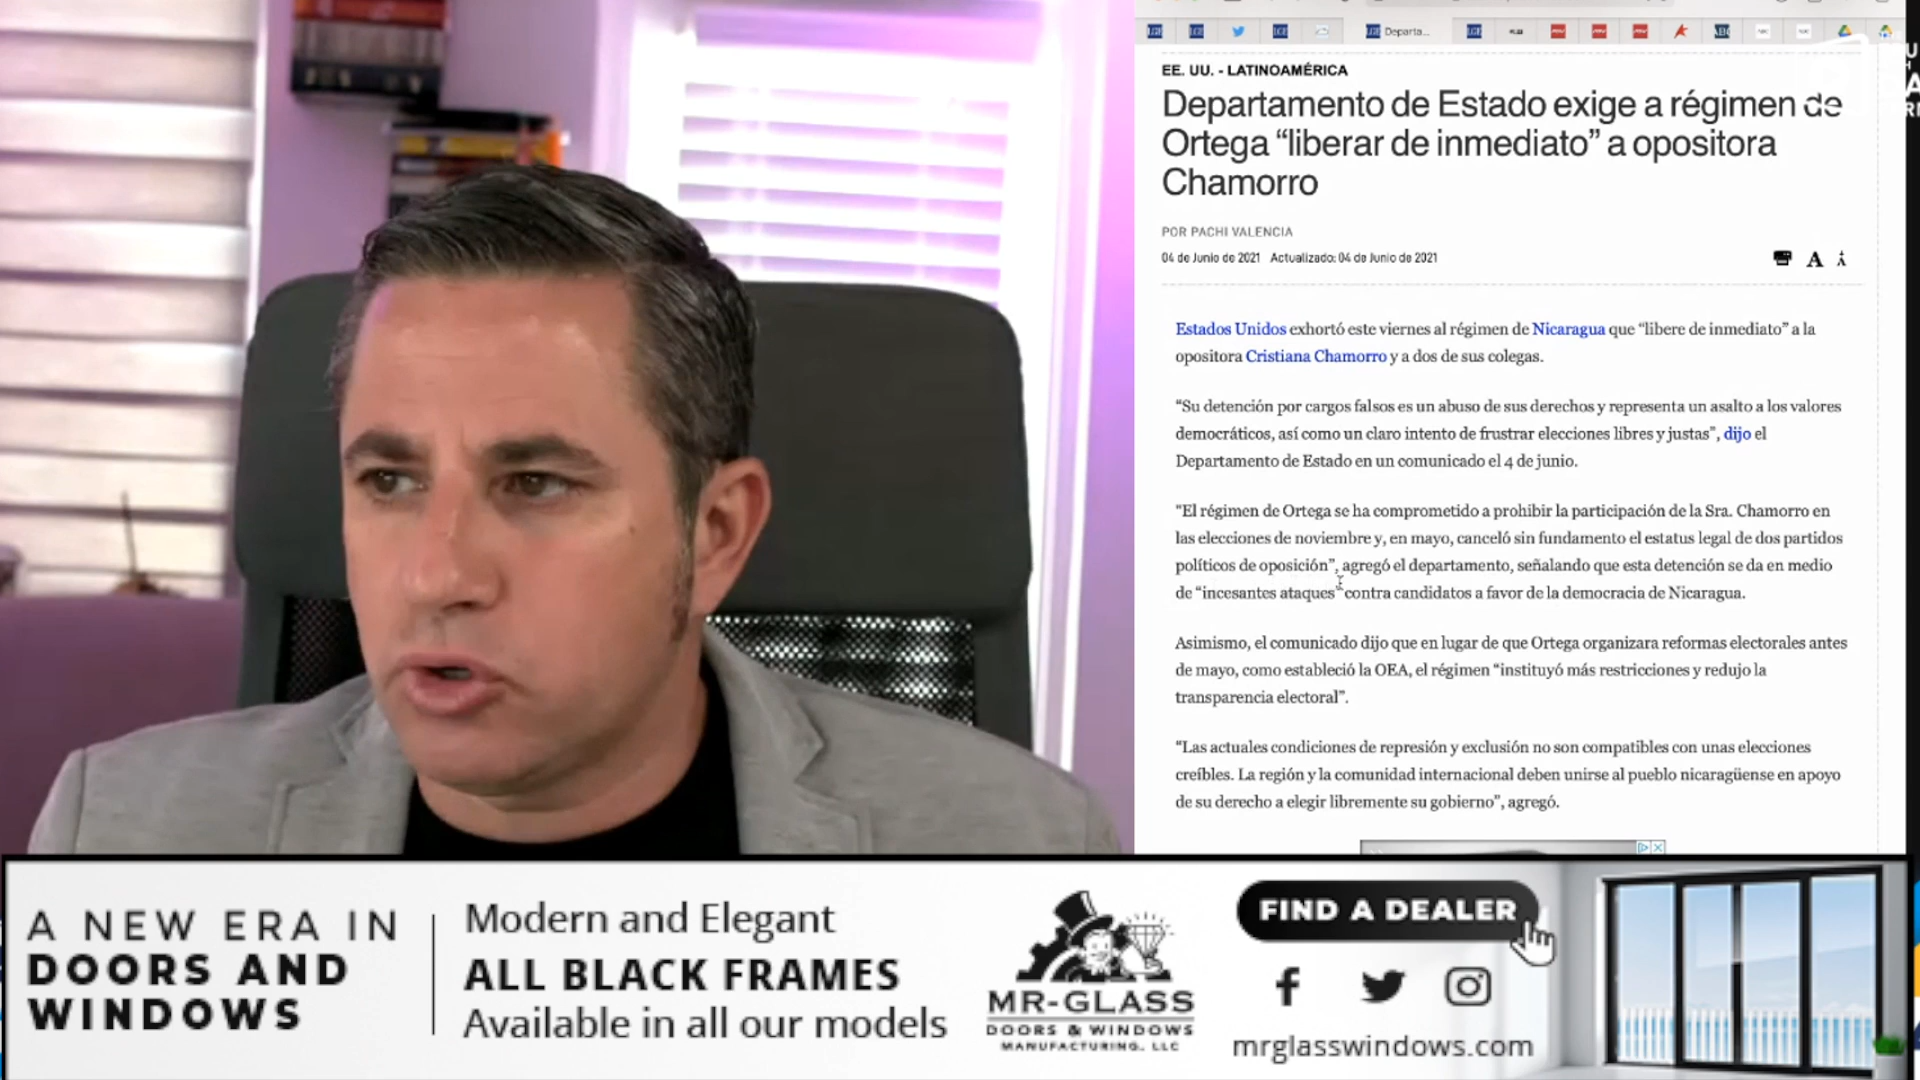 Departa...
EE. UU. - LATINOAMÉRICA
Departamento de Estado exige a régimen de
Ortega “liberar de inmediato” a opositora
Chamorro
POR PACHI VALENCIA
04 de Junio de 2021 Actualizado: 04 de Junio de 2021
Estados Unidos exhortó este viernes al régimen de Nicaragua que “libere de inmediato” a la
opositora Cristiana Chamorro y a dos de sus colegas.
“Su detención por cargos falsos es un abuso de sus derechos y representa un asalto a los valores
democráticos, así como un claro intento de frustrar elecciones libres y justas”, dijo el
Departamento de Estado en un comunicado el 4 de junio.
“El régimen de Ortega se ha comprometido a prohibir la participación de la Sra. Chamorro en
las elecciones de noviembre y, en mayo, canceló sin fundamento el estatus legal de dos partidos
políticos de oposición”, agregó el departamento, señalando que esta detención se da en medio
de “incesantes ataques” contra candidatos a favor de la democracia de Nicaragua.
Asimismo, el comunicado dijo que en lugar de que Ortega organizara reformas electorales antes
de mayo, como estableció la OEA, el régimen “instituyó más restricciones y redujo la
transparencia electoral”.
“Las actuales condiciones de represión y exclusión no son compatibles con unas elecciones
creíbles. La región y la comunidad internacional deben unirse al pueblo nicaragüense en apoyo
de su derecho a elegir libremente su gobierno”, agregó.
A NEW ERA IN
DOORS AND
WINDOWS
Modern and Elegant
ALL BLACK FRAMES
Available in all our models
MR-GLASS
DOORS & WINDOWS
MANUFACTURING, LLC
FIND A DEALER
mrglasswindows.com